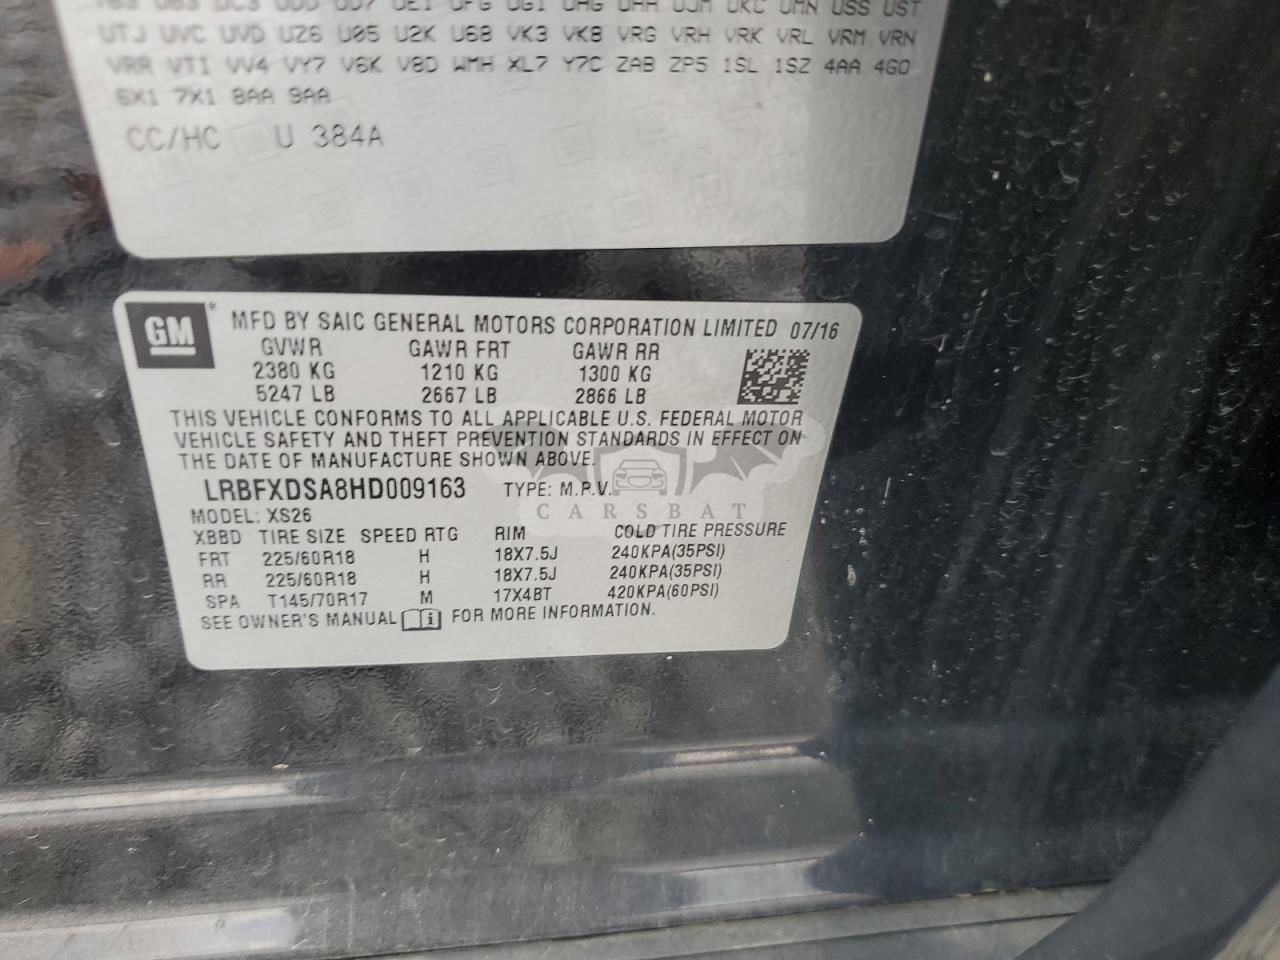 UTJ UVC UVD UZ6 U05 U2K U68 VK3 VK8 VRG VRH VRK VRL VRM VRN
VRR VTI VV4 VY7 V6K V8D WMH XL7 Y7C ZAB ZP5 1SL 1SZ 4AA 4G0
6X1 7X1 8AA 9AA
CC/HC U 384A
GM
MFD BY SAIC GENERAL MOTORS CORPORATION LIMITED 07/16
GVWR GAWR FRT GAWR RR
2380 KG 1210 KG 1300 KG
5247 LB 2667 LB 2866 LB
THIS VEHICLE CONFORMS TO ALL APPLICABLE U.S. FEDERAL MOTOR
VEHICLE SAFETY AND THEFT PREVENTION STANDARDS IN EFFECT ON
THE DATE OF MANUFACTURE SHOWN ABOVE.
LRBFXDSA8HD009163 TYPE: M.P.V.
CARSBAT
MODEL: XS26
XBBD TIRE SIZE SPEED RTG RIM COLD TIRE PRESSURE
FRT 225/60R18 H 18X7.5J 240KPA(35PSI)
RR 225/60R18 H 18X7.5J 240KPA(35PSI)
SPA T145/70R17 M 17X4BT 420KPA(60PSI)
SEE OWNER'S MANUAL i FOR MORE INFORMATION.